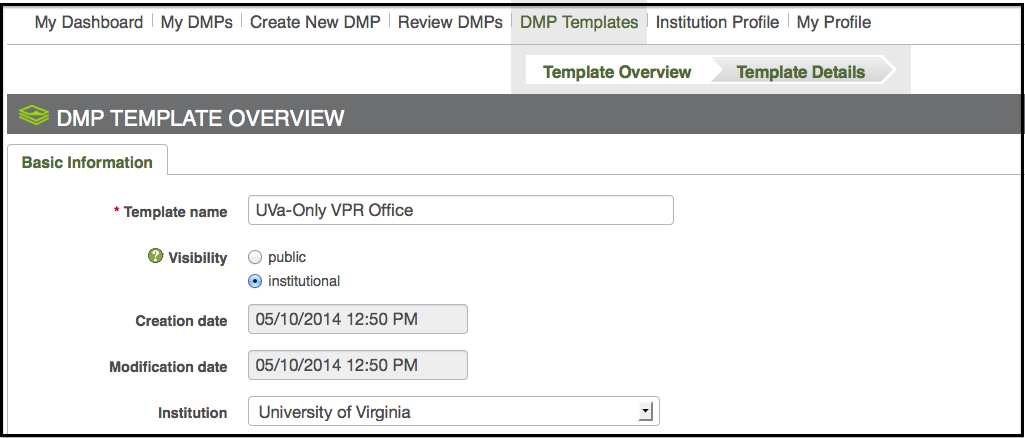 My Dashboard My DMPs Create New DMP Review DMPs DMP Templates Institution Profile My Profile
Template Overview Template Details
DMP TEMPLATE OVERVIEW
Basic Information
* Template name UVa-Only VPR Office
? Visibility public
institutional
Creation date 05/10/2014 12:50 PM
Modification date 05/10/2014 12:50 PM
Institution University of Virginia